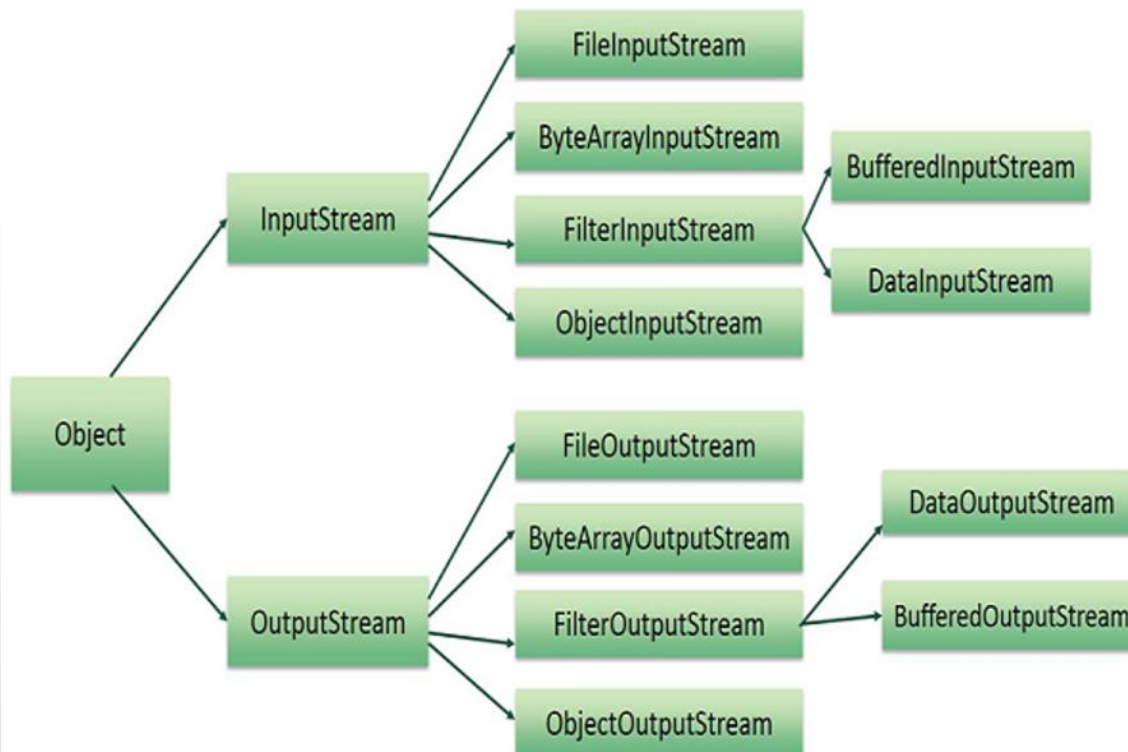 FileInputStream
ByteArrayInputStream
BufferedInputStream
InputStream
FilterInputStream
DataInputStream
ObjectInputStream
Object
FileOutputStream
DataOutputStream
ByteArrayOutputStream
OutputStream
FilterOutputStream
BufferedOutputStream
ObjectOutputStream